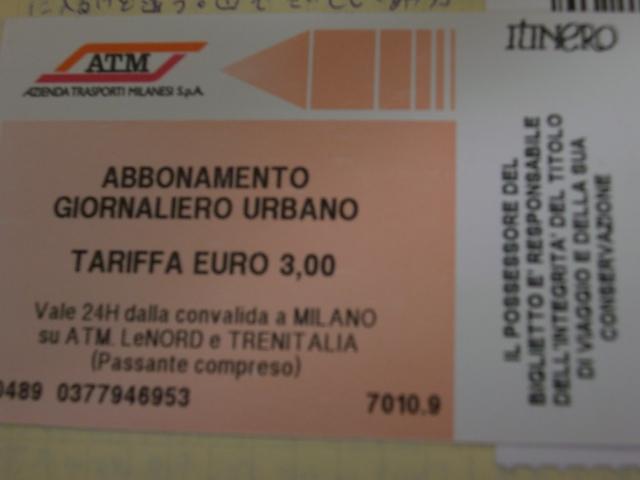 ATM
AZIENDA TRASPORTI MILANESI S.p.A.
ITINERO
ABBONAMENTO
GIORNALIERO URBANO
TARIFFA EURO 3,00
Vale 24H dalla convalida a MILANO
su ATM. LeNORD e TRENITALIA
(Passante compreso)
0489 0377946953
7010.9
IL POSSESSORE DEL
BIGLIETTO E' RESPONSABILE
DELL'INTEGRITA' DEL TITOLO
DI VIAGGIO E DELLA SUA
CONSERVAZIONE